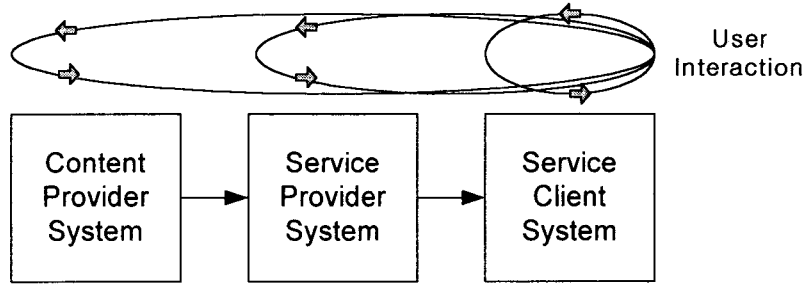 User
Interaction
Content
Provider
System
Service
Provider
System
Service
Client
System